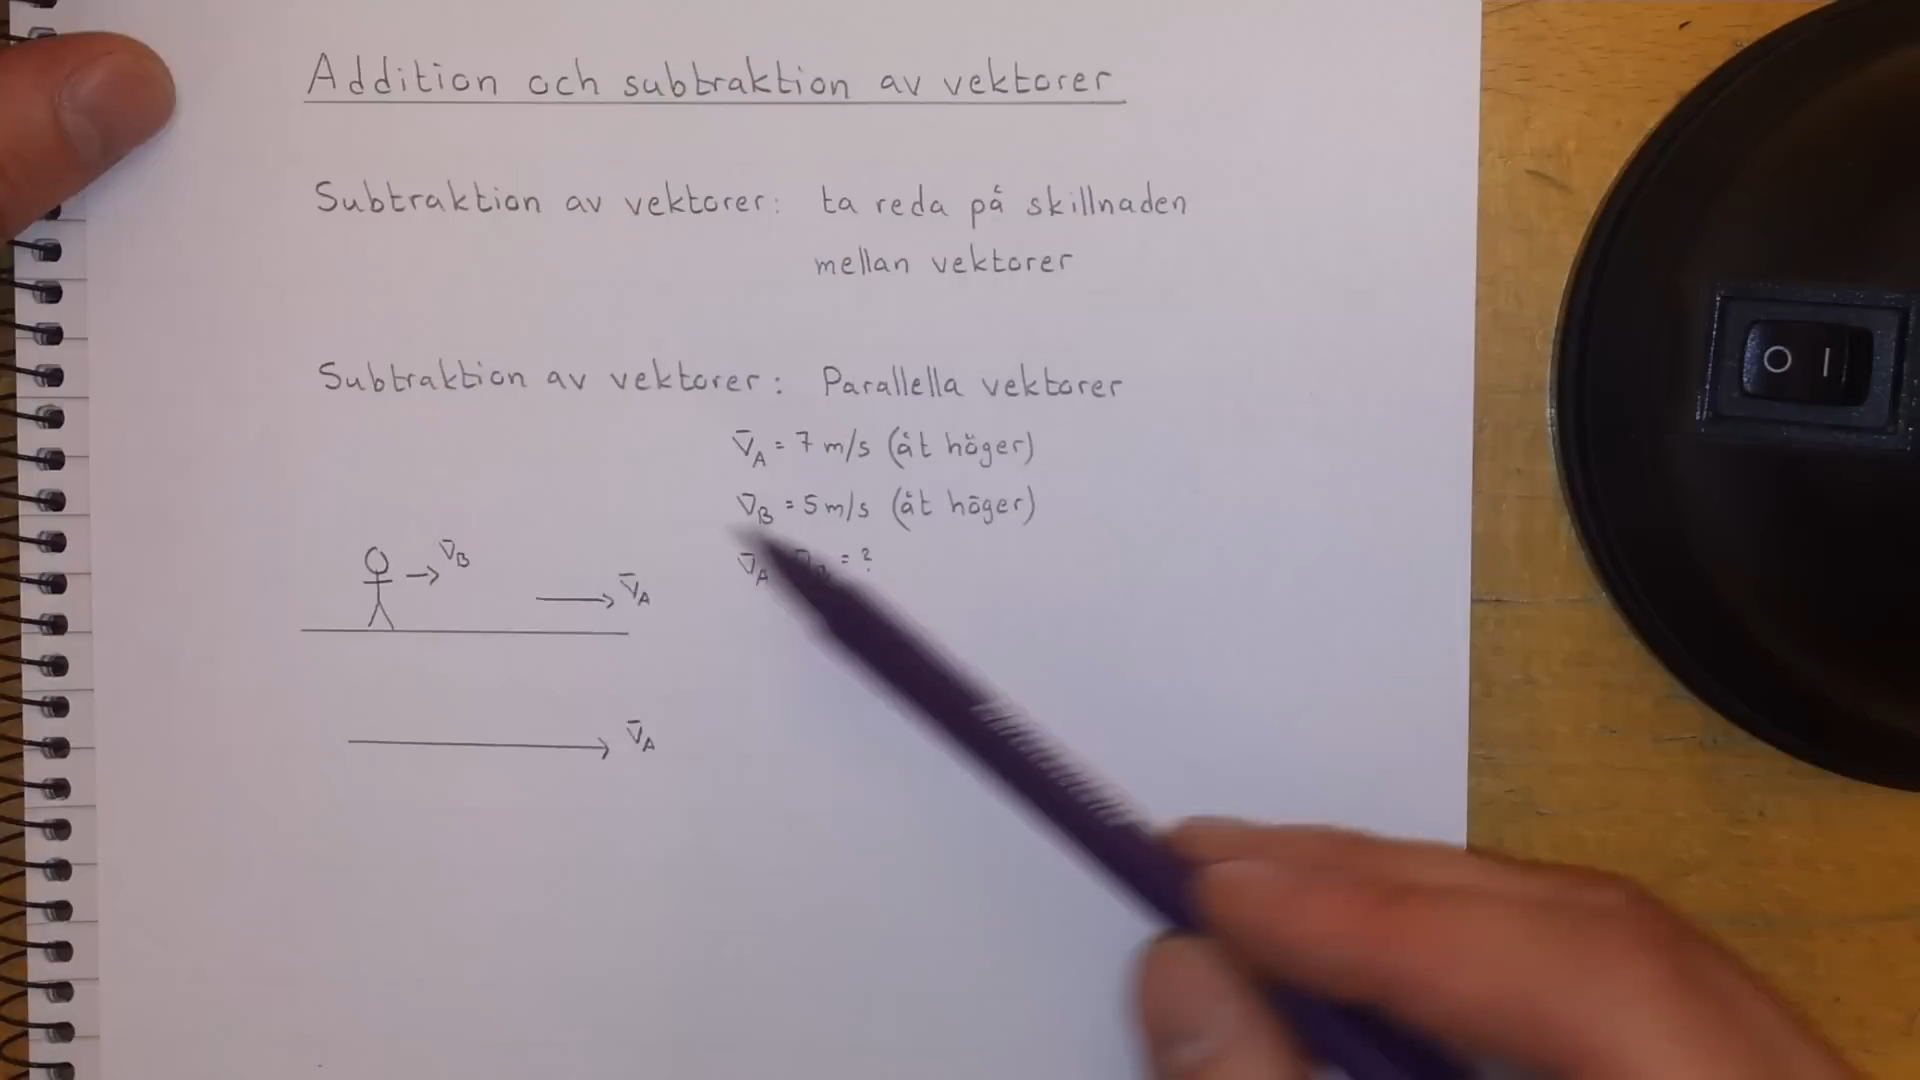 Addition och subtraktion av vektorer
Subtraktion av vektorer: ta reda på skillnaden
mellan vektorer
Subtraktion av vektorer: Parallella vektorer
v̄A = 7 m/s (åt höger)
v̄B = 5 m/s (åt höger)
v̄A = ?
v̄B
v̄A
v̄A
O I